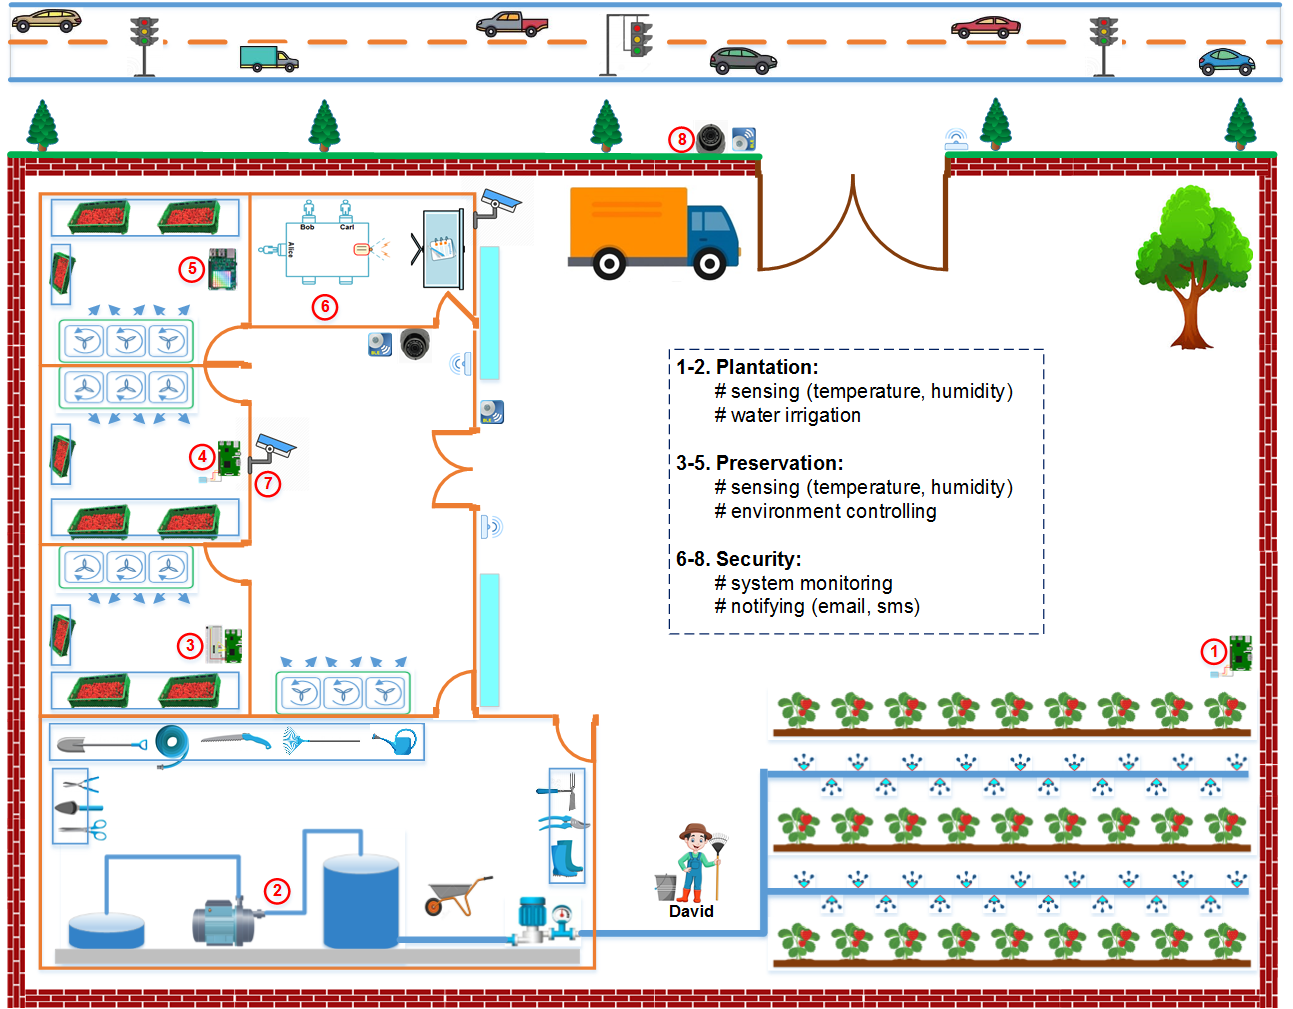 8
Bob
Carl
Alice
5
6
1-2. Plantation:
# sensing (temperature, humidity)
# water irrigation
4
7
3-5. Preservation:
# sensing (temperature, humidity)
# environment controlling
6-8. Security:
# system monitoring
# notifying (email, sms)
3
1
2
David